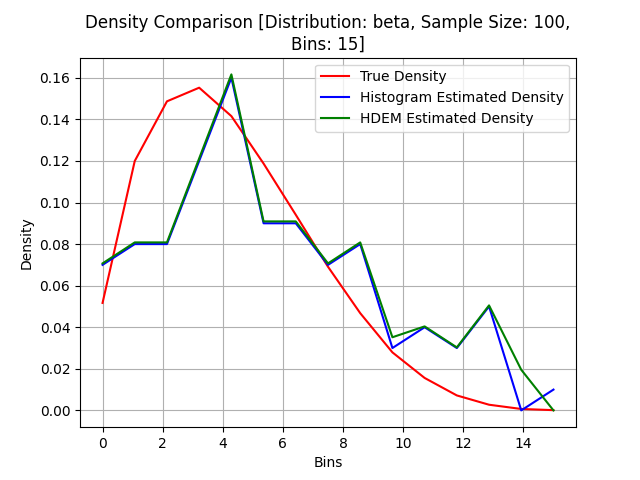 Density Comparison [Distribution: beta, Sample Size: 100,
Bins: 15]
True Density
Histogram Estimated Density
HDEM Estimated Density
Density
0.16
0.14
0.12
0.10
0.08
0.06
0.04
0.02
0.00
0 2 4 6 8 10 12 14
Bins